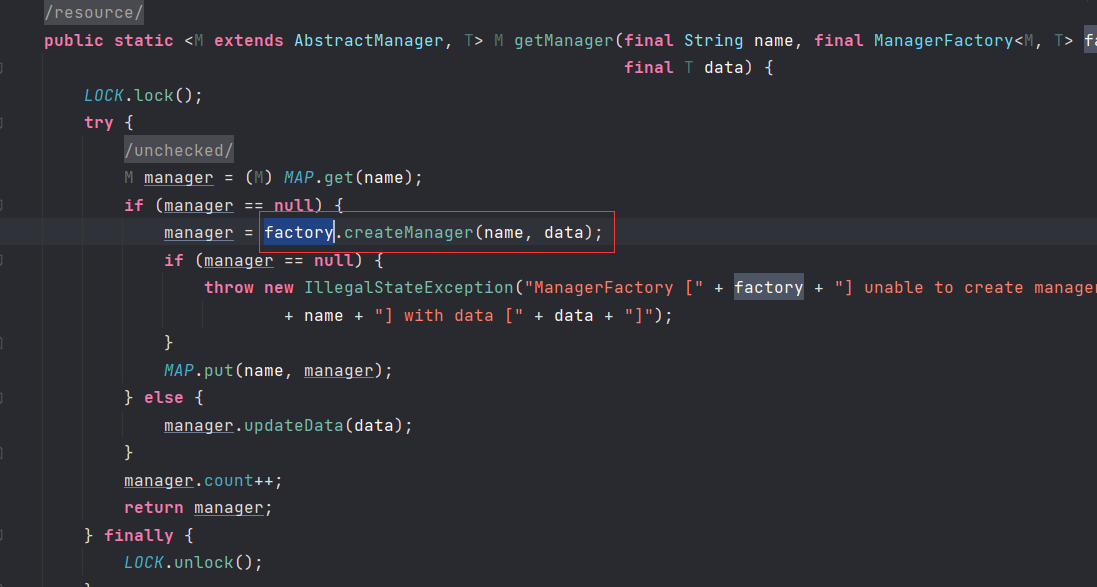 /resource/
public static <M extends AbstractManager, T> M getManager(final String name, final ManagerFactory<M, T>
final T data) {
LOCK.lock();
try {
/unchecked/
M manager = (M) MAP.get(name);
if (manager == null) {
manager = factory.createManager(name, data);
if (manager == null) {
throw new IllegalStateException("ManagerFactory [" + factory + "] unable to create manager
+ name + "] with data [" + data + "]");
}
MAP.put(name, manager);
} else {
manager.updateData(data);
}
manager.count++;
return manager;
} finally {
LOCK.unlock();